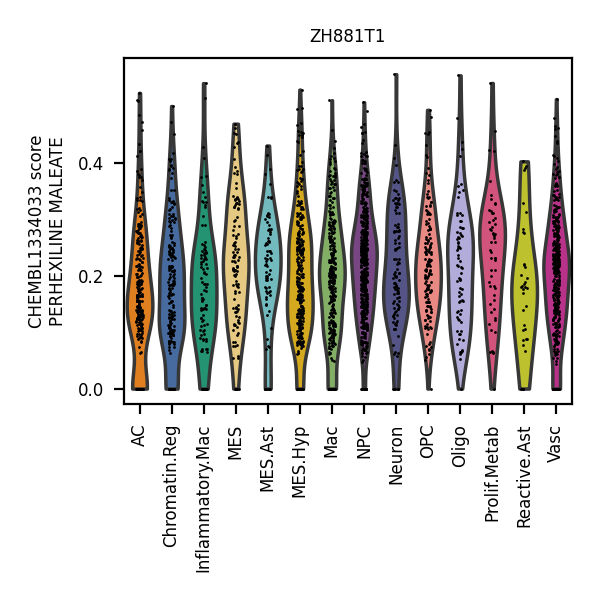 ZH881T1
CHEMBL1334033 score
PERHEXILINE MALEATE
0.4
0.2
0.0
AC
Chromatin.Reg
Inflammatory.Mac
MES
MES.Ast
MES.Hyp
Mac
NPC
Neuron
OPC
Oligo
Prolif.Metab
Reactive.Ast
Vasc